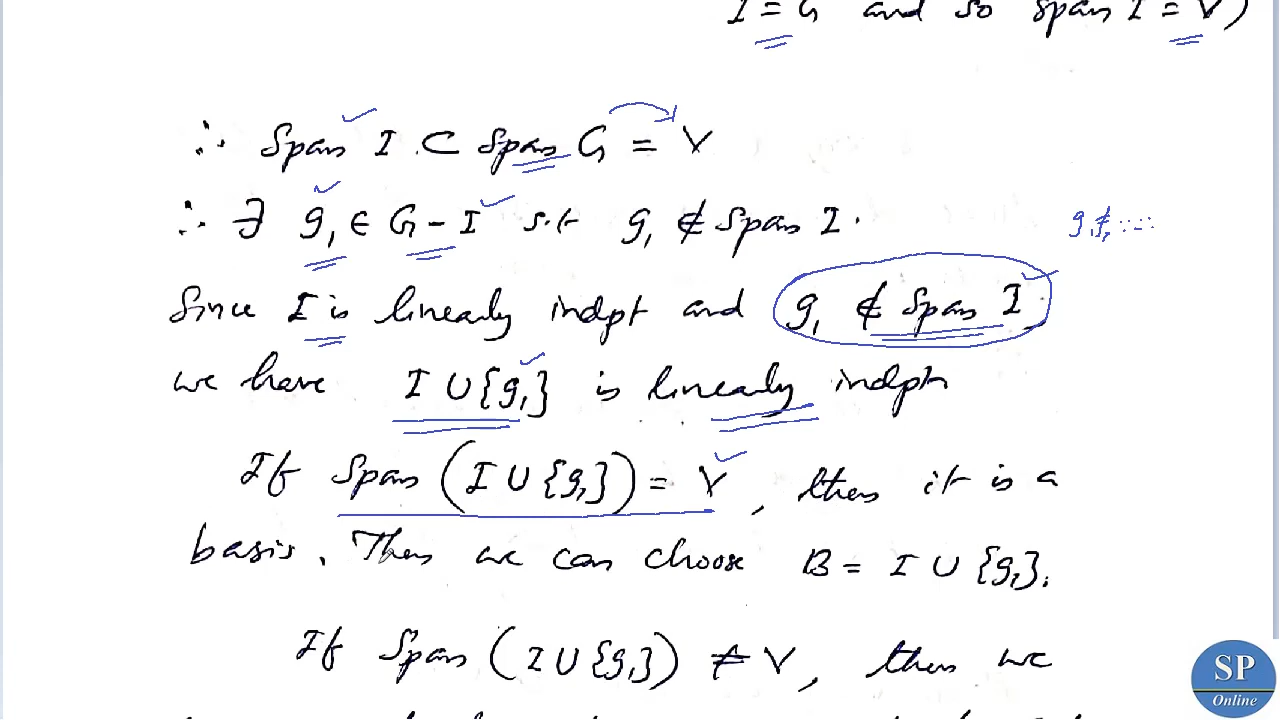 I = G and so span I = V)
∴ Span I ⊂ Span G = V
∴ ∃ g₁ ∈ G - I s.t g₁ ∉ Span I.
Since I is linearly indpt and g₁ ∉ Span I.
we have I ∪ {g₁} is linearly indpt
If Span (I ∪ {g₁}) = V, then it is a
basis. Then we can choose B = I ∪ {g₁}.
If Span (I ∪ {g₁}) ≠ V, then we
SP
Online